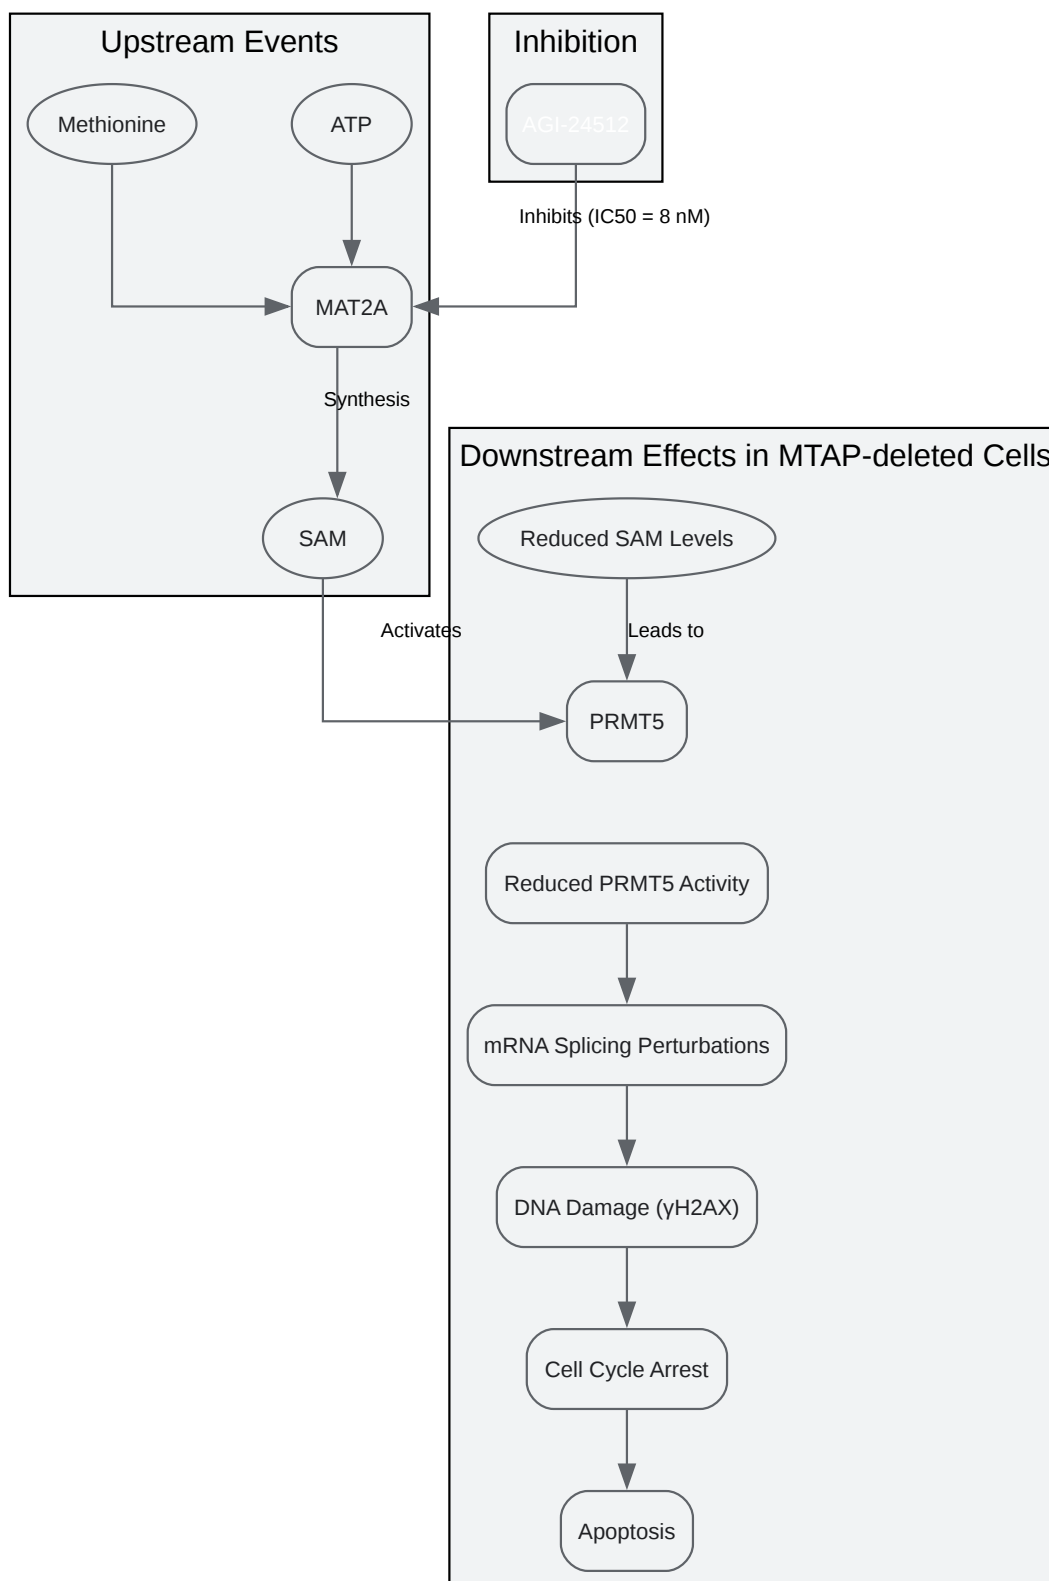 Upstream Events
Inhibition
Methionine
ATP
AGI-24512
Inhibits (IC50 = 8 nM)
MAT2A
Synthesis
SAM
Activates
Downstream Effects in MTAP-deleted Cells
Reduced SAM Levels
Leads to
PRMT5
Reduced PRMT5 Activity
mRNA Splicing Perturbations
DNA Damage (γH2AX)
Cell Cycle Arrest
Apoptosis